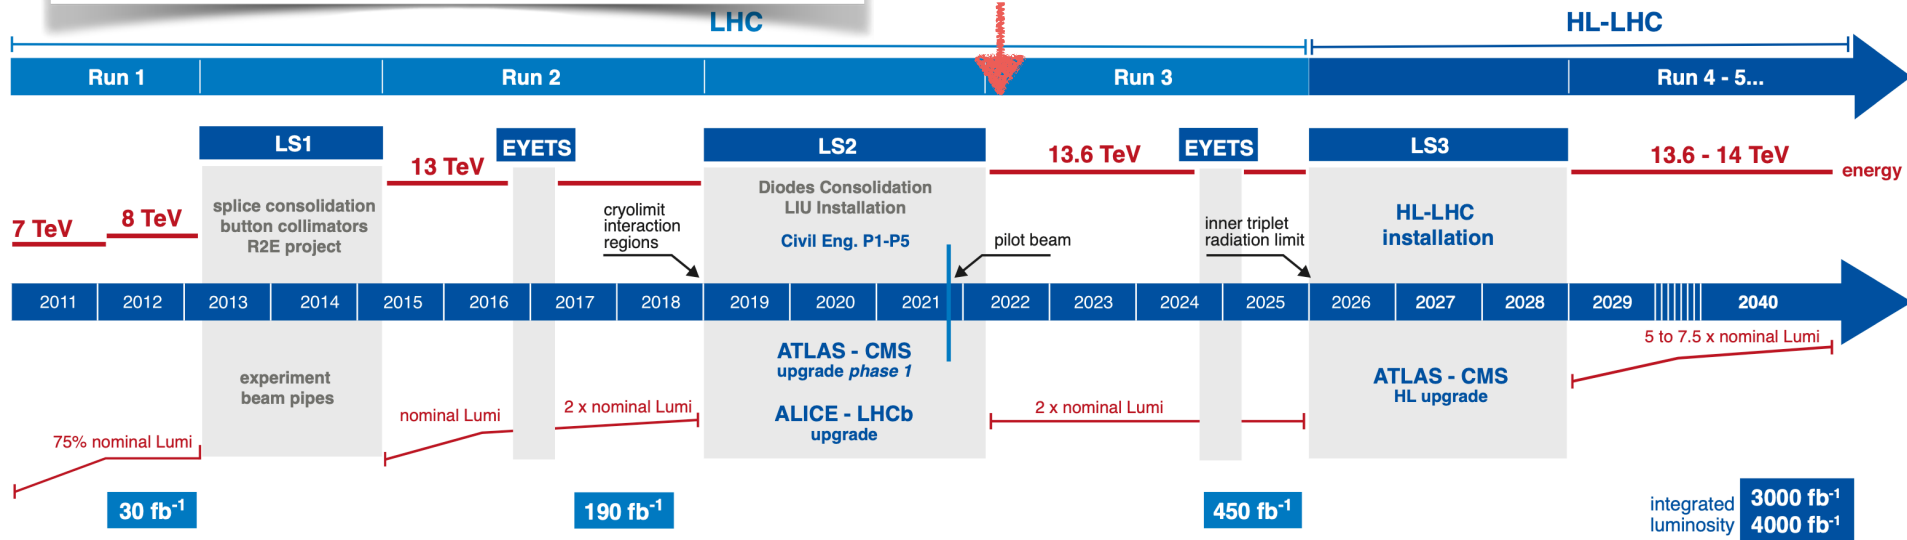 LHC
HL-LHC
Run 1
Run 2
Run 3
Run 4 - 5...
LS1
EYETS
LS2
EYETS
LS3
13 TeV
13.6 TeV
13.6 - 14 TeV
energy
7 TeV
8 TeV
splice consolidation
button collimators
R2E project
cryolimit
interaction
regions
Diodes Consolidation
LIU Installation
Civil Eng. P1-P5
pilot beam
inner triplet
radiation limit
HL-LHC
installation
2011
2012
2013
2014
2015
2016
2017
2018
2019
2020
2021
2022
2023
2024
2025
2026
2027
2028
2029
2040
experiment
beam pipes
ATLAS - CMS
upgrade phase 1
ALICE - LHCb
upgrade
ATLAS - CMS
HL upgrade
5 to 7.5 x nominal Lumi
75% nominal Lumi
nominal Lumi
2 x nominal Lumi
2 x nominal Lumi
30 fb⁻¹
190 fb⁻¹
450 fb⁻¹
integrated
luminosity
3000 fb⁻¹
4000 fb⁻¹